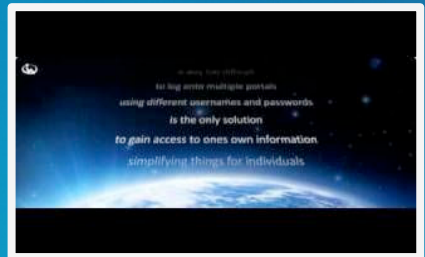 to log onto multiple portals
using different usernames and passwords
is the only solution
to gain access to ones own information
simplifying things for individuals